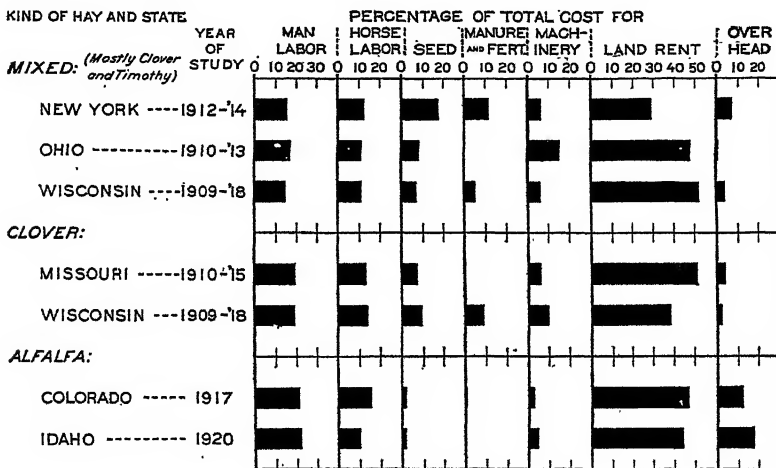 KIND OF HAY AND STATE YEAR OF STUDY PERCENTAGE OF TOTAL COST FOR
MAN LABOR HORSE LABOR SEED MANURE AND FERT. MACH- INERY LAND RENT OVER HEAD
MIXED: (Mostly Clover and Timothy)
0 10 20 30 0 10 20 0 10 20 0 10 20 0 10 20 0 10 20 30 40 50 0 10 20
NEW YORK ---- 1912-'14
OHIO --------- 1910-'13
WISCONSIN ---- 1909-'18
CLOVER:
MISSOURI ----- 1910-'15
WISCONSIN ---- 1909-'18
ALFALFA:
COLORADO ----- 1917
IDAHO ---------- 1920